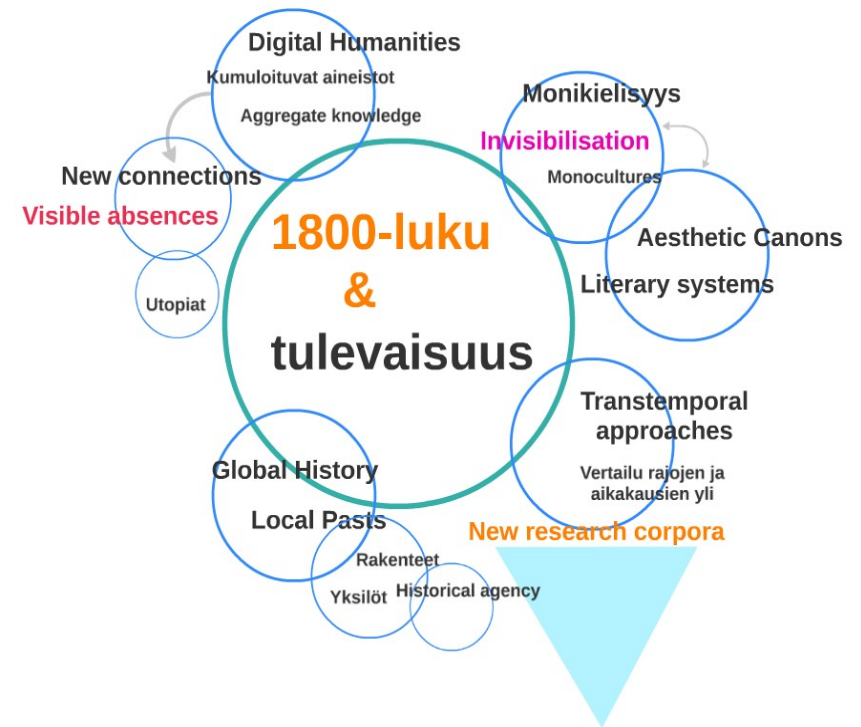 Digital Humanities
Kumuloituvat aineistot
Aggregate knowledge
New connections
Visible absences
Utopiat
Monikielisyys
Invisibilisation
Monocultures
Aesthetic Canons
Literary systems
1800-luku
&
tulevaisuus
Transtemporal
approaches
Vertailu rajojen ja
aikakausien yli
New research corpora
Global History
Local Pasts
Rakenteet
Yksilöt
Historical agency